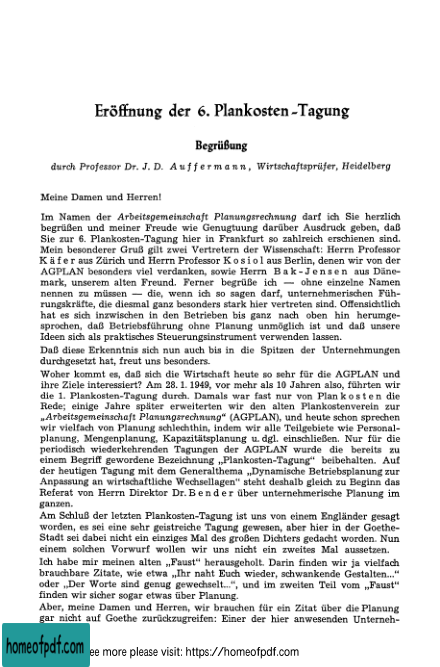 Eröffnung der 6. Plankosten-Tagung
Begrüßung
durch Professor Dr. J. D. Auffermann, Wirtschaftsprüfer, Heidelberg
Meine Damen und Herren!
Im Namen der Arbeitsgemeinschaft Planungsrechnung darf ich Sie herzlich
begrüßen und meiner Freude wie Genugtuung darüber Ausdruck geben, daß
Sie zur 6. Plankosten-Tagung hier in Frankfurt so zahlreich erschienen sind.
Mein besonderer Gruß gilt zwei Vertretern der Wissenschaft: Herrn Professor
Käfer aus Zürich und Herrn Professor Kosiol aus Berlin, denen wir von der
AGPLAN besonders viel verdanken, sowie Herrn Bak-Jensen aus Däne-
mark, unserem alten Freund. Ferner begrüße ich — ohne einzelne Namen
nennen zu müssen — die, wenn ich so sagen darf, unternehmerischen Füh-
rungskräfte, die diesmal ganz besonders stark hier vertreten sind. Offensichtlich
hat es sich inzwischen in den Betrieben bis ganz nach oben hin herumge-
sprochen, daß Betriebsführung ohne Planung unmöglich ist und daß unsere
Ideen sich als praktisches Steuerungsinstrument verwenden lassen.
Daß diese Erkenntnis sich nun auch bis in die Spitzen der Unternehmungen
durchgesetzt hat, freut uns besonders.
Woher kommt es, daß sich die Wirtschaft heute so sehr für die AGPLAN und
ihre Ziele interessiert? Am 28. 1. 1949, vor mehr als 10 Jahren also, führten wir
die 1. Plankosten-Tagung durch. Damals war fast nur von Plankosten die
Rede; einige Jahre später erweiterten wir den alten Plankostenverein zur
„Arbeitsgemeinschaft Planungsrechnung“ (AGPLAN), und heute schon sprechen
wir vielfach von Planung schlechthin, indem wir alle Teilgebiete wie Personal-
planung, Mengenplanung, Kapazitätsplanung u. dgl. einschließen. Nur für die
periodisch wiederkehrenden Tagungen der AGPLAN wurde die bereits zu
einem Begriff gewordene Bezeichnung „Plankosten-Tagung“ beibehalten. Auf
der heutigen Tagung mit dem Generalthema „Dynamische Betriebsplanung zur
Anpassung an wirtschaftliche Wechsellagen“ steht deshalb gleich zu Beginn das
Referat von Herrn Direktor Dr. Bender über unternehmerische Planung im
ganzen.
Am Schluß der letzten Plankosten-Tagung ist uns von einem Engländer gesagt
worden, es sei eine sehr geistreiche Tagung gewesen, aber hier in der Goethe-
Stadt sei dabei nicht ein einziges Mal des großen Dichters gedacht worden. Nun
einem solchen Vorwurf wollen wir uns nicht ein zweites Mal aussetzen.
Ich habe mir meinen alten „Faust“ herausgeholt. Darin finden wir ja vielfach
brauchbare Zitate, wie etwa „Ihr naht Euch wieder, schwankende Gestalten...“
oder „Der Worte sind genug gewechselt...“, und im zweiten Teil vom „Faust“
finden wir sicher sogar etwas über Planung.
Aber, meine Damen und Herren, wir brauchen für ein Zitat über die Planung
gar nicht auf Goethe zurückzugreifen: Einer der hier anwesenden Unterneh-
homeofpdf.com
ee more please visit: https://homeofpdf.com